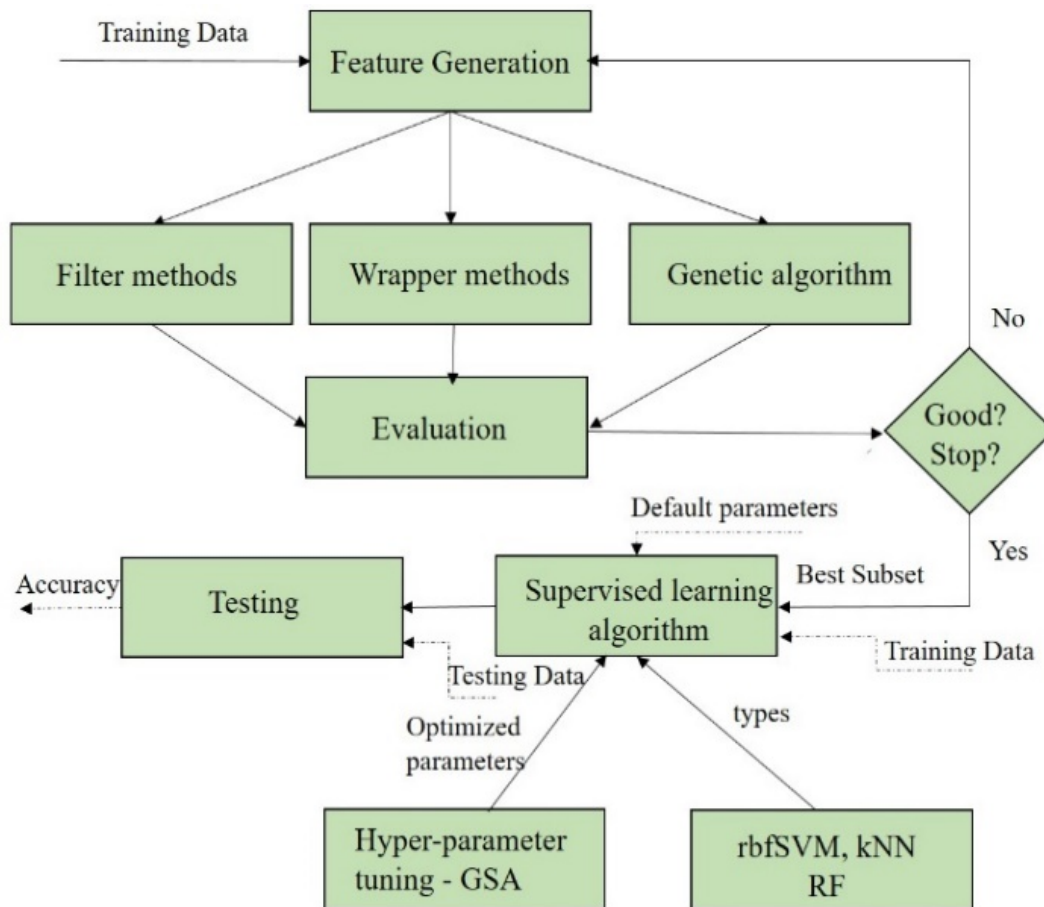 Training Data
Feature Generation
Filter methods
Wrapper methods
Genetic algorithm
No
Evaluation
Good?
Stop?
Default parameters
Yes
Best Subset
Accuracy
Testing
Supervised learning
algorithm
Training Data
Testing Data
types
Optimized
parameters
Hyper-parameter
tuning - GSA
rbfSVM, kNN
RF